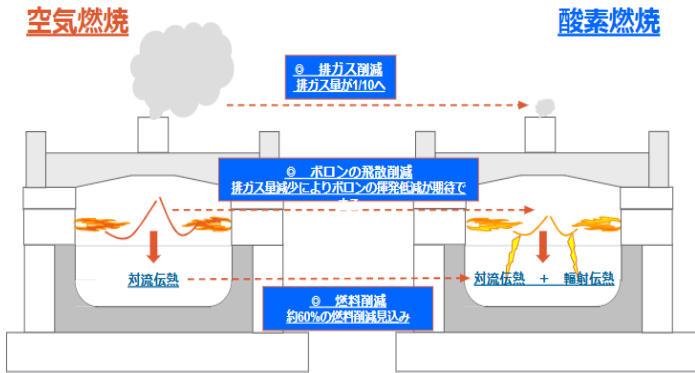 空気燃焼
酸素燃焼
◎ 排ガス削減
排ガス量が1/10へ
◎ ボロンの飛散削減
排ガス量減少によりボロンの揮発低減が期待で
きる
対流伝熱
対流伝熱 + 輻射伝熱
◎ 燃料削減
約60%の燃料削減見込み